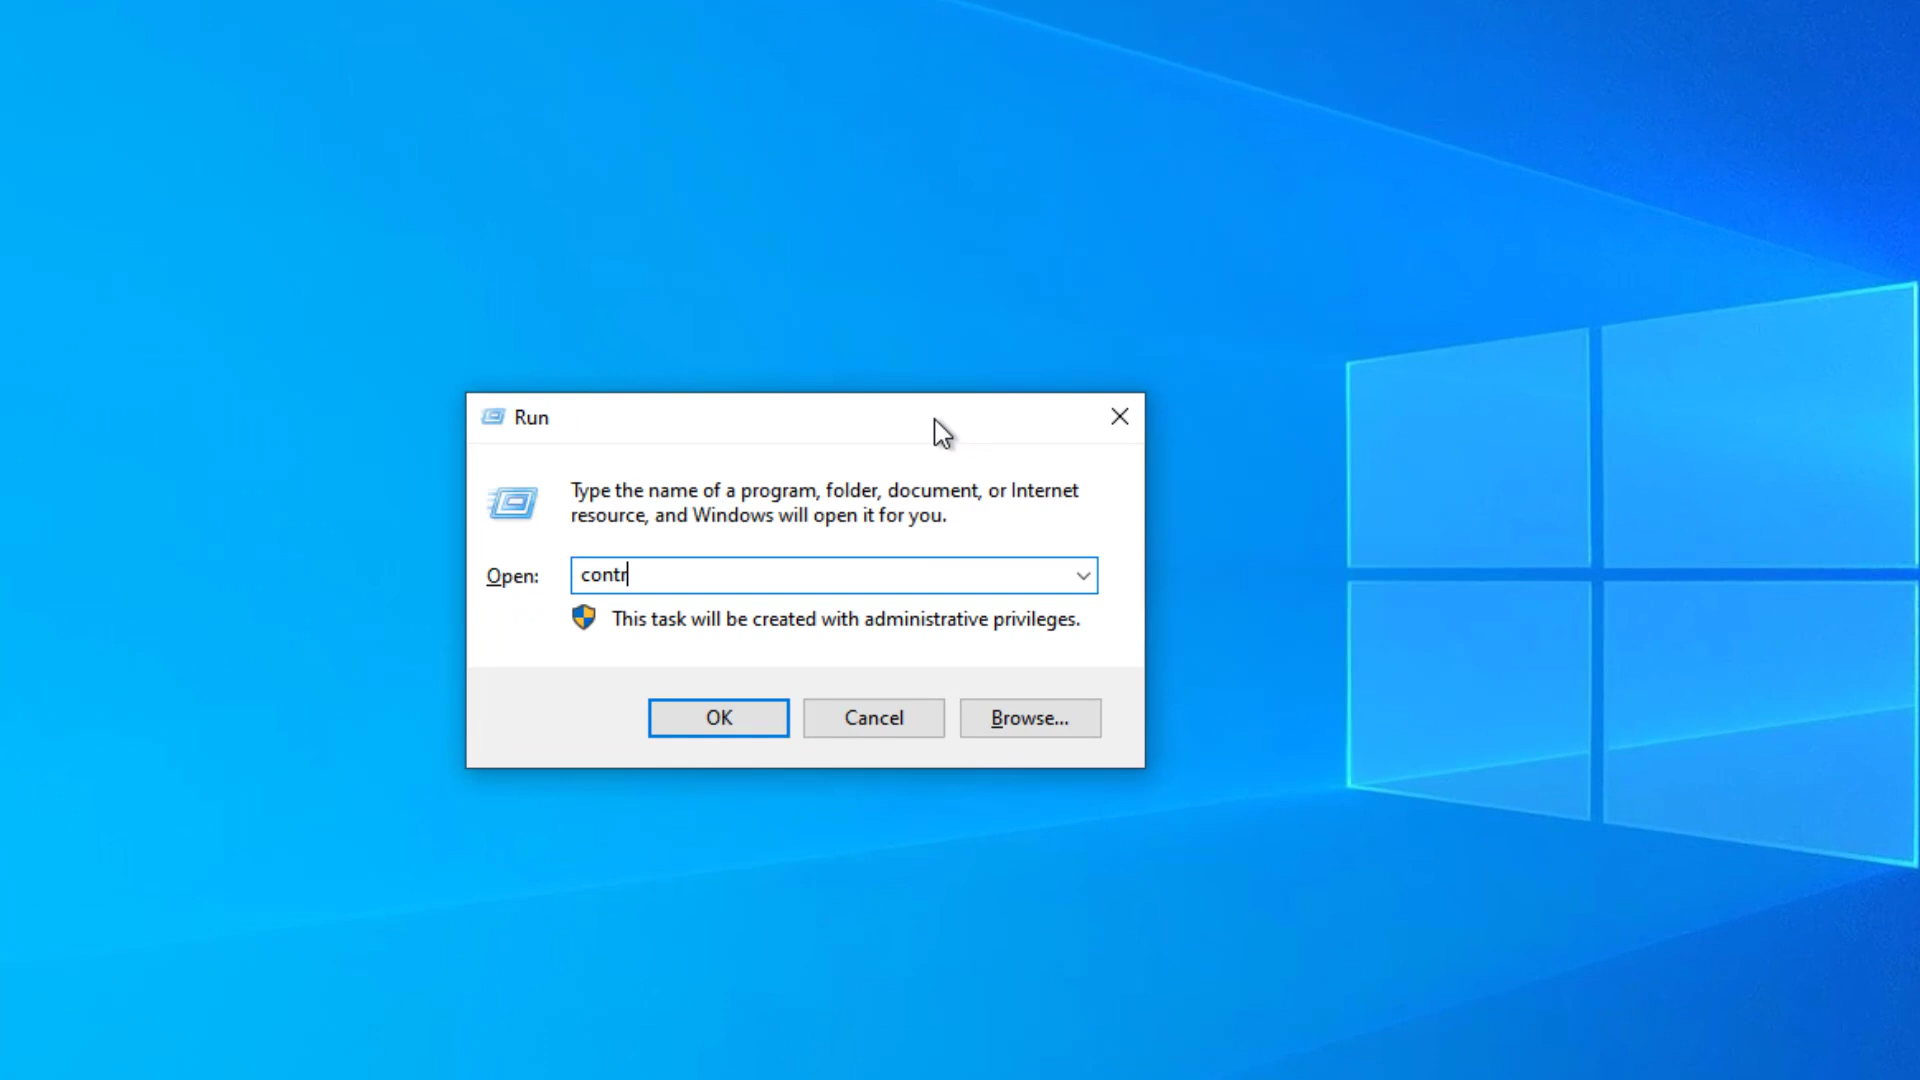 Run
Type the name of a program, folder, document, or Internet
resource, and Windows will open it for you.
Open:
contr
This task will be created with administrative privileges.
OK
Cancel
Browse...